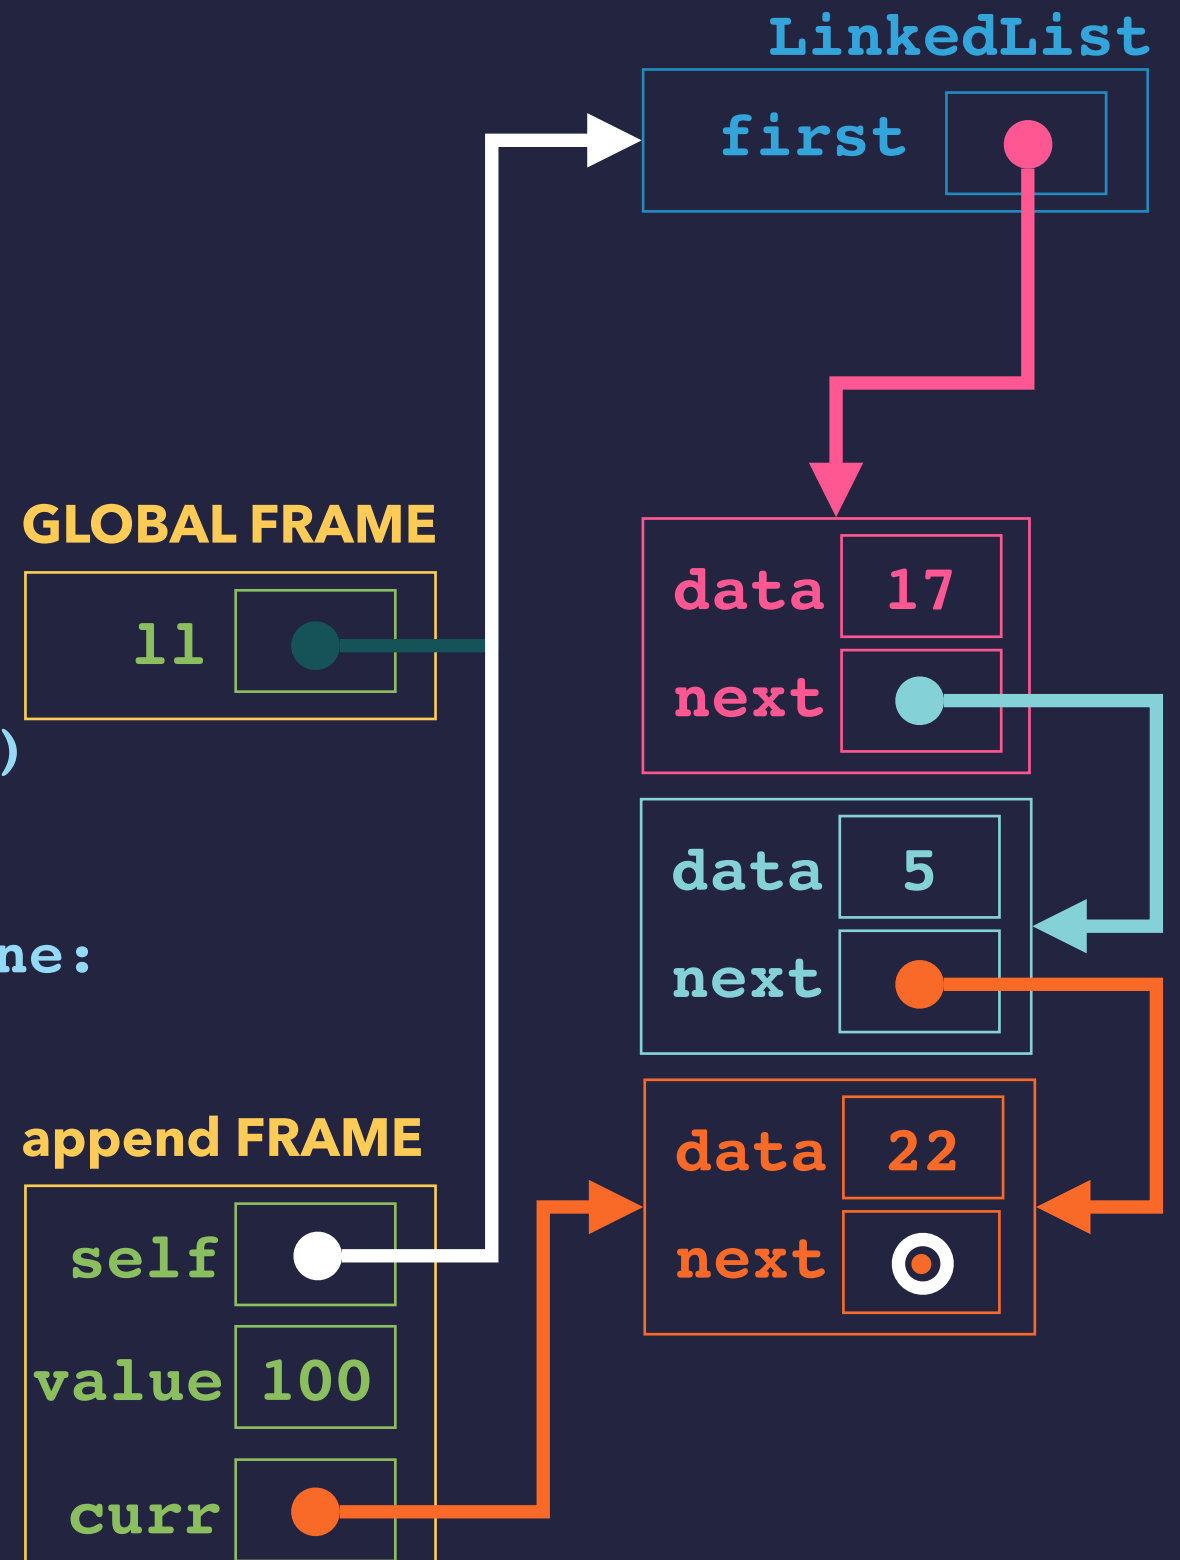 LinkedList
first
GLOBAL FRAME
ll
)
data 17
next
data 5
next
ne:
append FRAME
data 22
next
self
value 100
curr